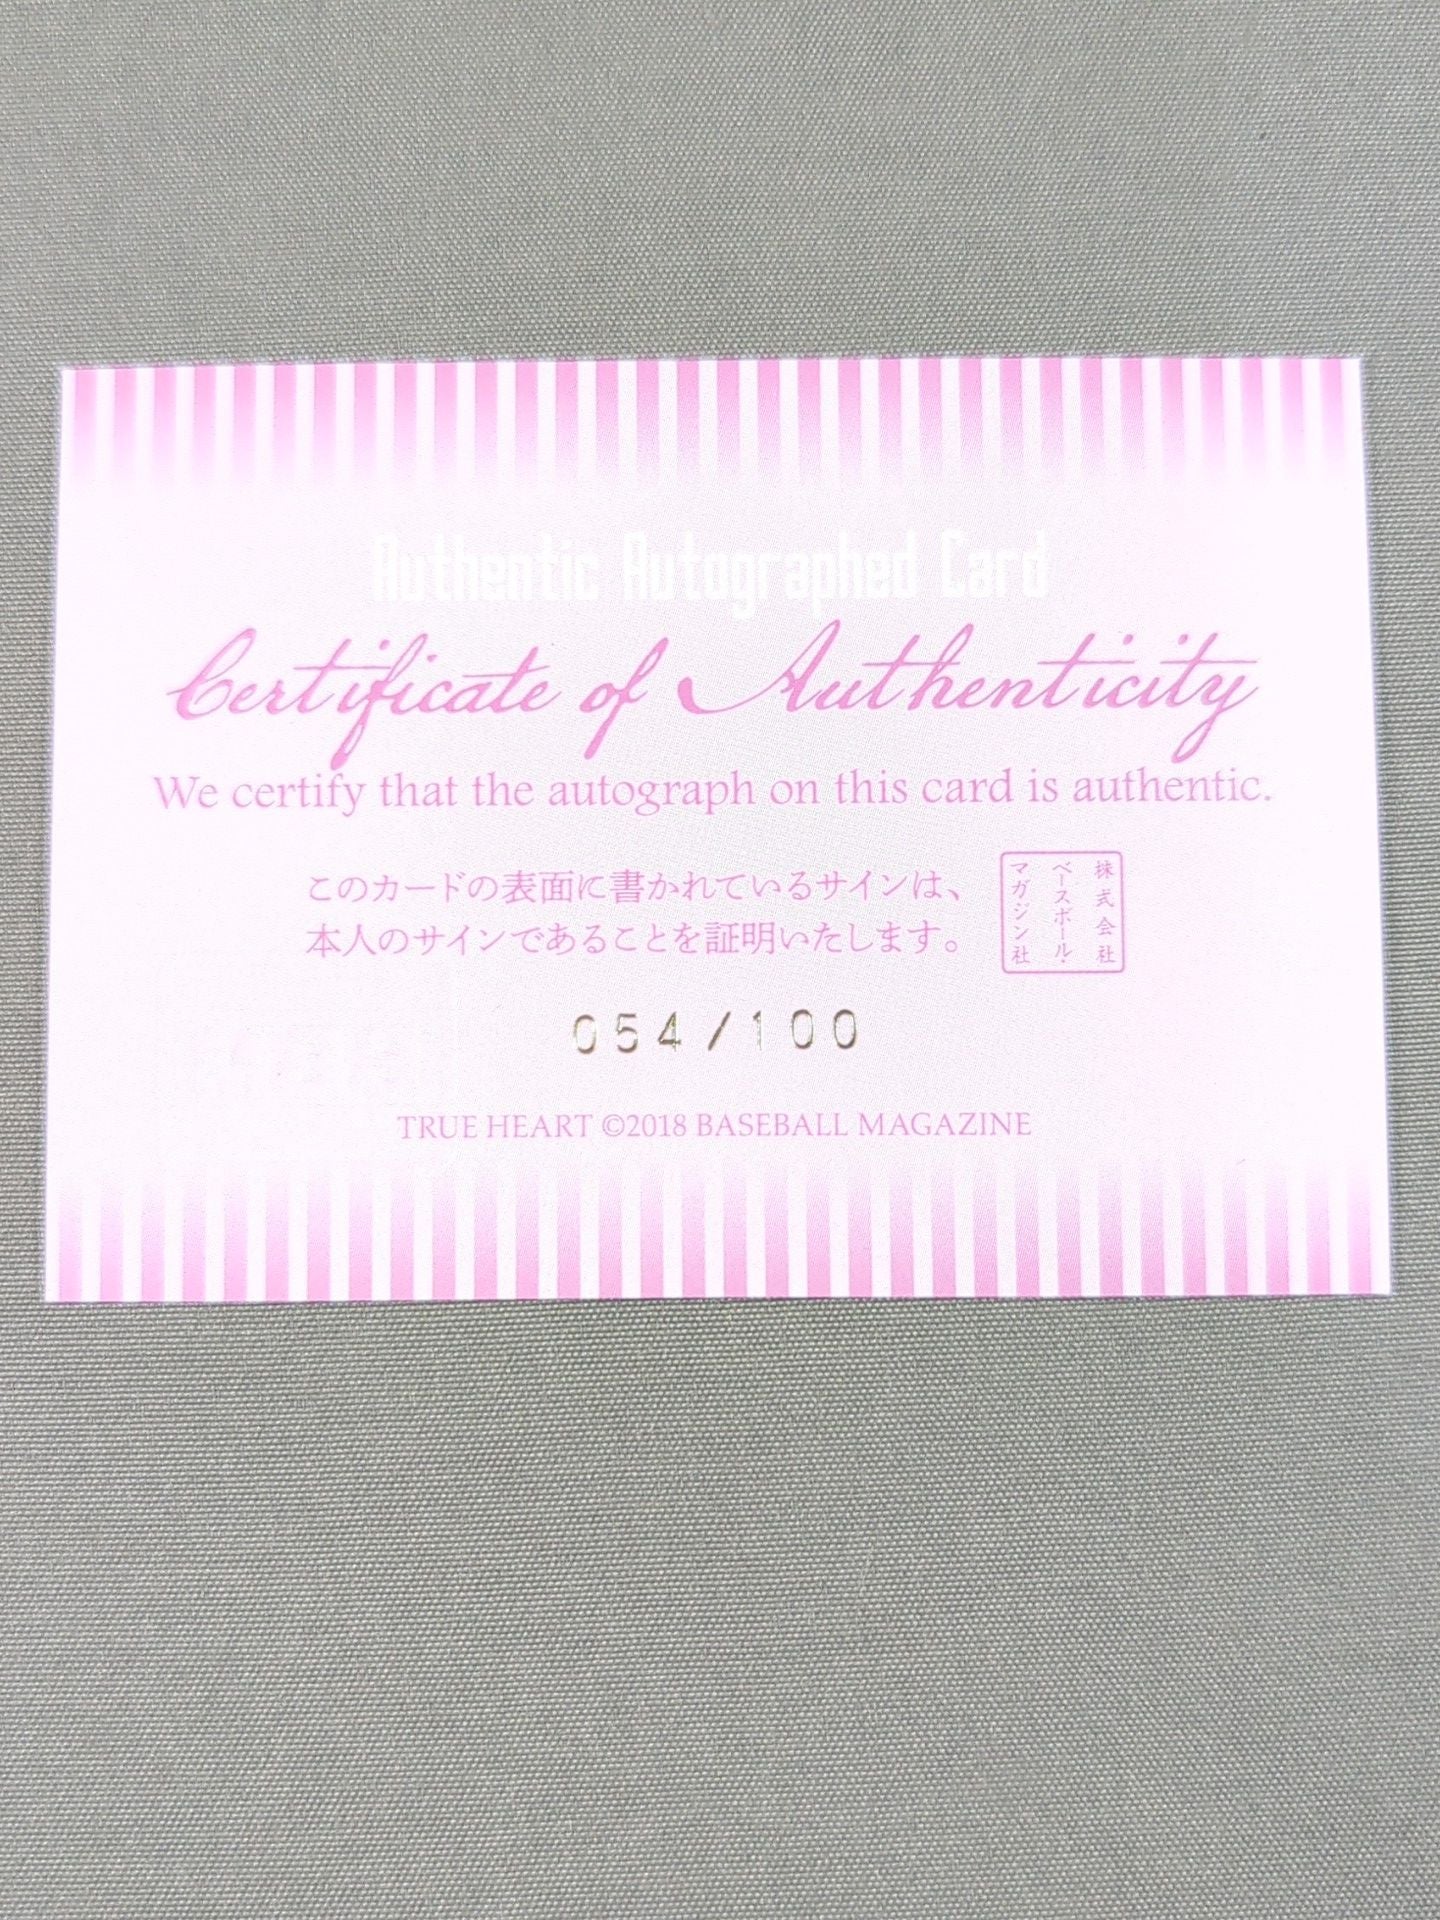 Authentic Autographed Card
Certificate of Authenticity
We certify that the autograph on this card is authentic.
このカードの表面に書かれているサインは、
本人のサインであることを証明いたします。
株式会社
ベースボール・
マガジン社
054/100
TRUE HEART ©2018 BASEBALL MAGAZINE